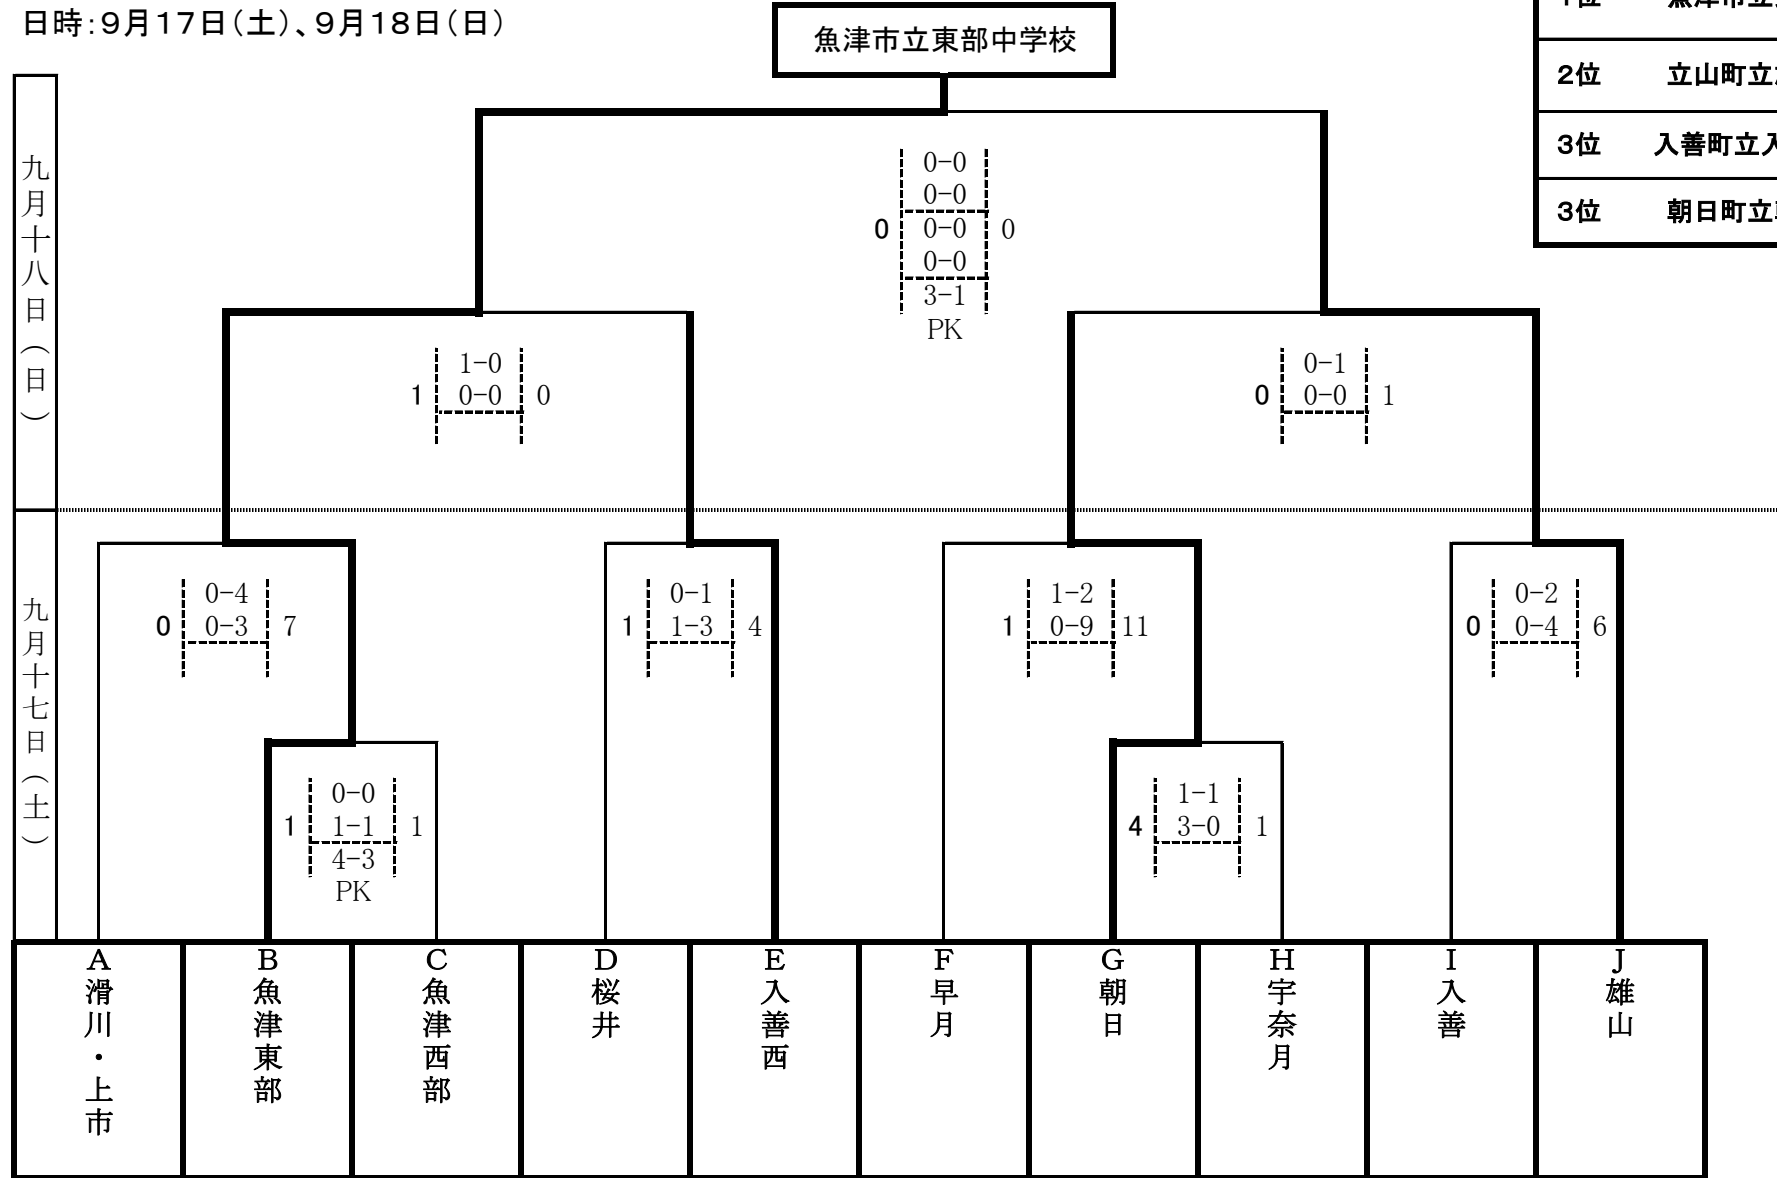 日時：９月１７日（土）、９月１８日（日）
魚津市立東部中学校
2位 立山町立
3位 入善町立
3位 朝日町立
九月十八日（日）
0-0
0-0
0 0-0 0
0-0
3-1
PK
1-0
1 0-0 0
0-1
0 0-0 1
九月十七日（土）
0-4
0 0-3 7
0-1
1 1-3 4
1-2
1 0-9 11
0-2
0 0-4 6
0-0
1 1-1 1
4-3
PK
1-1
4 3-0 1
A 滑川・上市
B 魚津東部
C 魚津西部
D 桜井
E 入善西
F 早月
G 朝日
H 宇奈月
I 入善
J 雄山